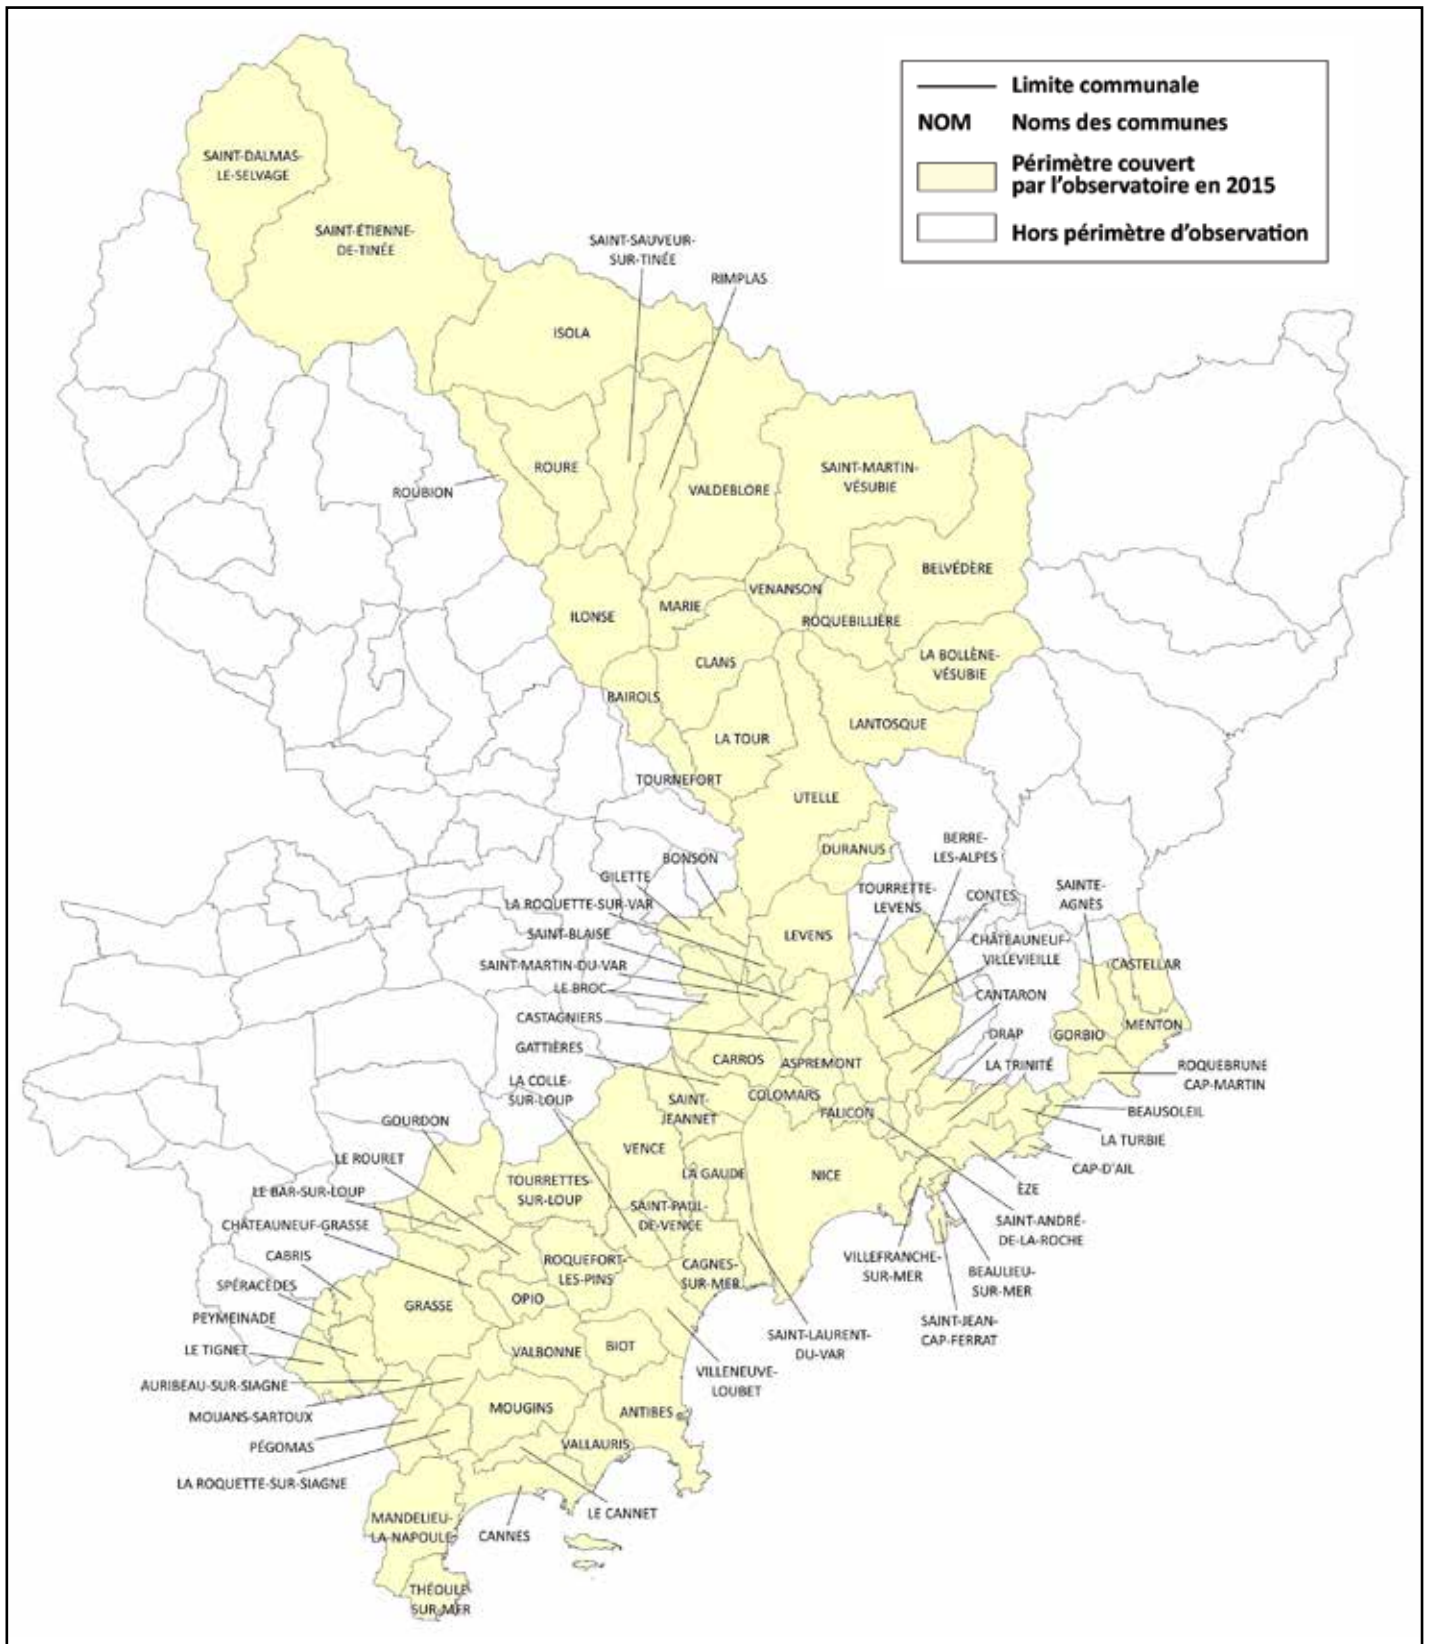 Limite communale
NOM Noms des communes
Périmètre couvert
par l'observatoire en 2015
Hors périmètre d'observation
SAINT-DALMAS-
LE-SELVAGE
SAINT-ÉTIENNE-
DE-TINÉE
SAINT-SAUVEUR-
SUR-TINÉE
RIMPLAS
ISOLA
ROURE
ROUBION
VALDEBLORE
SAINT-MARTIN-
VÉSUBIE
BELVÉDÈRE
VENANSON
MARIE
ILONSE
ROQUEBILLIÈRE
CLANS
LA BOLLÈNE-
VÉSUBIE
BAIROLS
LANTOSQUE
LA TOUR
TOURNEFORT
UTELLE
DURANUS
BERRE-
LES-ALPES
BONSON
GILETTE
TOURRETTE-
LEVENS
CONTES
SAINTE-
AGNÈS
LA ROQUETTE-SUR-VAR
SAINT-BLAISE
LEVENS
CHÂTEAUNEUF-
VILLEVIEILLE
SAINT-MARTIN-DU-VAR
CASTELLAR
LE BROC
CANTARON
CASTAGNIERS
DRAP
GORBIO
MENTON
GATTIÈRES
CARROS
ASPREMONT
LA TRINITÉ
ROQUEBRUNE
CAP-MARTIN
LA COLLE-
SUR-LOUP
SAINT-
JEANNET
COLOMARS
FALICON
BEAUSOLEIL
GOURDON
LA TURBIE
LE ROURET
VENCE
CAP-D'AIL
TOURRETTES-
SUR-LOUP
LA GAUDE
NICE
ÈZE
LE BAR-SUR-LOUP
SAINT-PAUL-
DE-VENCE
SAINT-ANDRÉ-
DE-LA-ROCHE
CHÂTEAUNEUF-GRASSE
CABRIS
ROQUEFORT-
LES-PINS
CAGNES-
SUR-MER
VILLEFRANCHE-
SUR-MER
BEAULIEU-
SUR-MER
SPÉRACÈDES
GRASSE
OPIO
PEYMEINADE
SAINT-JEAN-
CAP-FERRAT
SAINT-LAURENT-
DU-VAR
LE TIGNET
VALBONNE
BIOT
VILLENEUVE-
LOUBET
AURIBEAU-SUR-SIAGNE
MOUGINS
ANTIBES
MOUANS-SARTOUX
PÉGOMAS
VALLAURIS
LA ROQUETTE-SUR-SIAGNE
LE CANNET
MANDELIEU-
LA-NAPOULE
CANNES
THÉOULE
SUR-MER